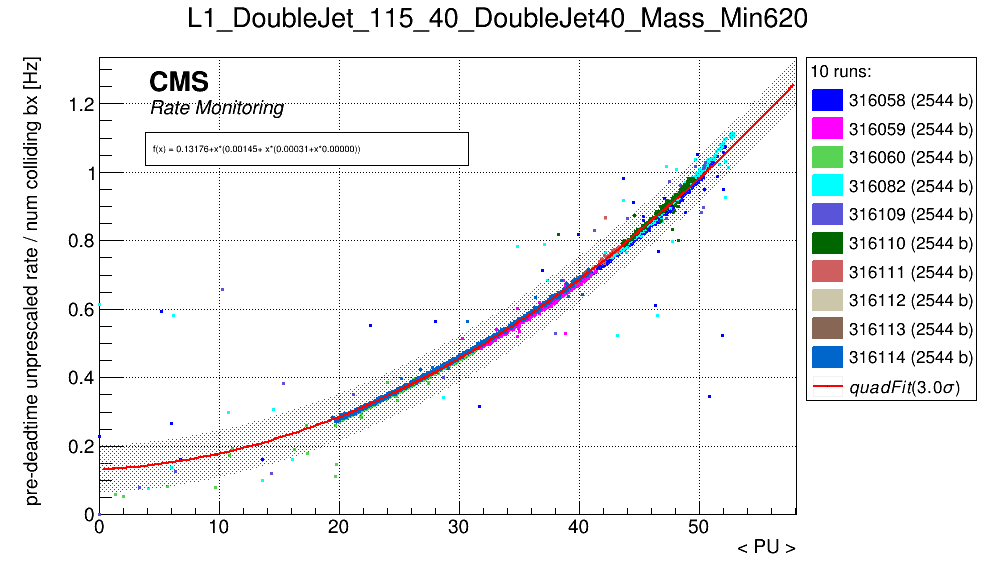 L1_DoubleJet_115_40_DoubleJet40_Mass_Min620
pre-deadtime unprescaled rate / num colliding bx [Hz]
CMS
Rate Monitoring
f(x) = 0.13176+x*(0.00145+ x*(0.00031+x*0.00000))
1.2
1
0.8
0.6
0.4
0.2
0
0 10 20 30 40 50
< PU >
10 runs:
316058 (2544 b)
316059 (2544 b)
316060 (2544 b)
316082 (2544 b)
316109 (2544 b)
316110 (2544 b)
316111 (2544 b)
316112 (2544 b)
316113 (2544 b)
316114 (2544 b)
quadFit(3.0σ)